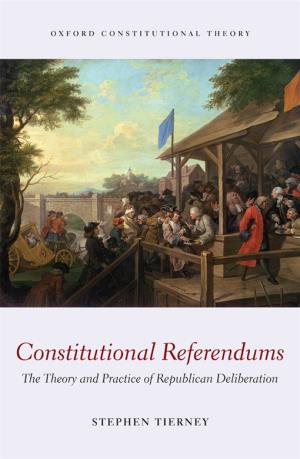 OXFORD CONSTITUTIONAL THEORY
Constitutional Referendums
The Theory and Practice of Republican Deliberation
STEPHEN TIERNEY